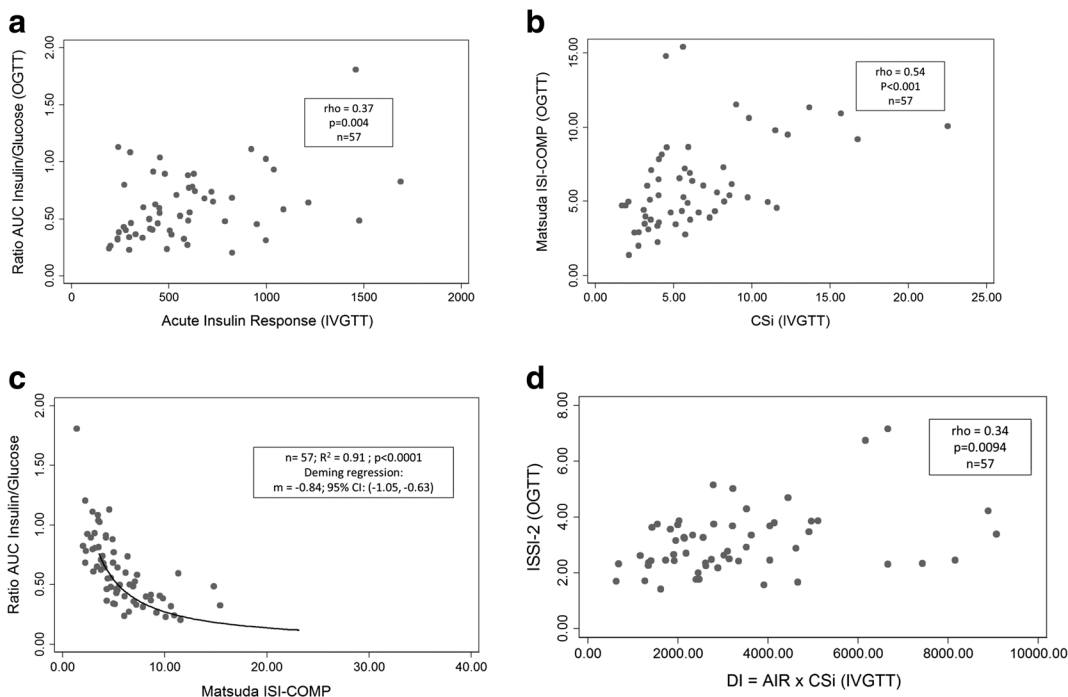 a
Ratio AUC Insulin/Glucose (OGTT)
2.00
1.50
1.00
0.50
0.00
rho = 0.37
p=0.004
n=57
0
500
1000
1500
2000
Acute Insulin Response (IVGTT)
b
Matsuda ISI-COMP (OGTT)
15.00
10.00
5.00
0.00
rho = 0.54
P<0.001
n=57
0.00
5.00
10.00
15.00
20.00
25.00
CSi (IVGTT)
c
Ratio AUC Insulin/Glucose
2.00
1.50
1.00
0.50
0.00
n= 57; R² = 0.91 ; p<0.0001
Deming regression:
m = -0.84; 95% CI: (-1.05, -0.63)
0.00
10.00
20.00
30.00
40.00
Matsuda ISI-COMP
d
ISSI-2 (OGTT)
8.00
6.00
4.00
2.00
0.00
rho = 0.34
p=0.0094
n=57
0
2000.00
4000.00
6000.00
8000.00
10000.00
DI = AIR x CSi (IVGTT)